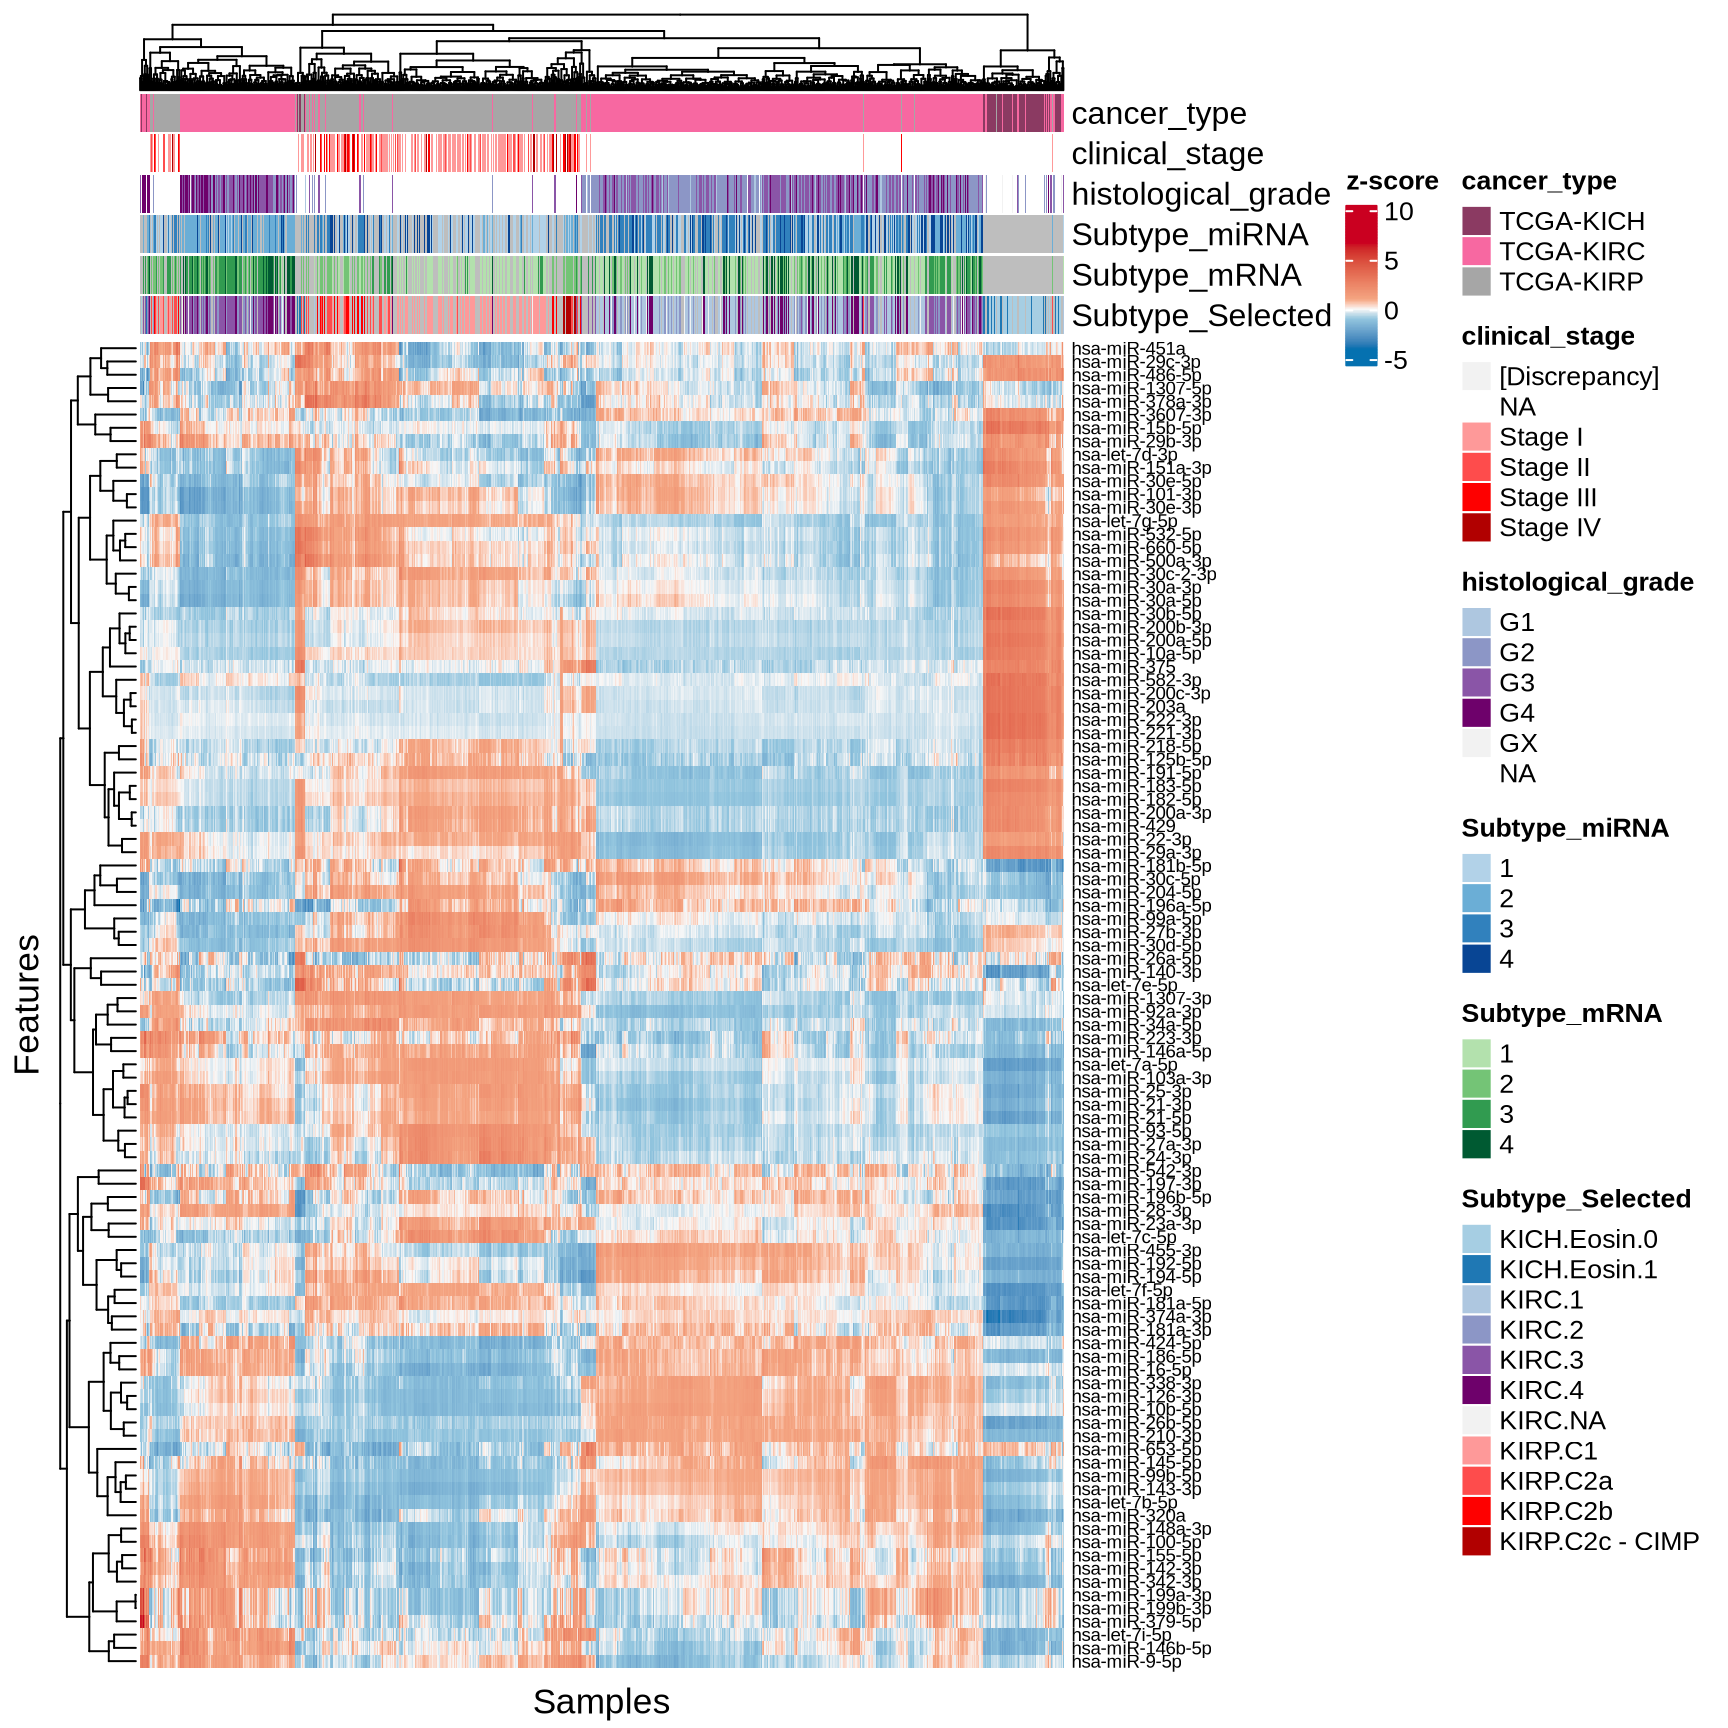 cancer_type
clinical_stage
histological_grade
Subtype_miRNA
Subtype_mRNA
Subtype_Selected
hsa-miR-451a
hsa-miR-29c-3p
hsa-miR-486-5p
hsa-miR-1307-5p
hsa-miR-378a-3p
hsa-miR-3607-3p
hsa-miR-15b-5p
hsa-miR-29b-3p
hsa-let-7d-3p
hsa-miR-151a-3p
hsa-miR-30e-5p
hsa-miR-101-3p
hsa-miR-30e-3p
hsa-let-7g-5p
hsa-miR-532-5p
hsa-miR-660-5p
hsa-miR-500a-3p
hsa-miR-30c-2-3p
hsa-miR-30a-3p
hsa-miR-30a-5p
hsa-miR-30b-5p
hsa-miR-200b-3p
hsa-miR-200a-5p
hsa-miR-10a-5p
hsa-miR-375
hsa-miR-582-3p
hsa-miR-200c-3p
hsa-miR-203a
hsa-miR-222-3p
hsa-miR-221-3p
hsa-miR-218-5p
hsa-miR-125b-5p
hsa-miR-191-5p
hsa-miR-183-5p
hsa-miR-182-5p
hsa-miR-200a-3p
hsa-miR-429
hsa-miR-22-3p
hsa-miR-29a-3p
hsa-miR-181b-5p
hsa-miR-30c-5p
hsa-miR-204-5p
hsa-miR-196a-5p
hsa-miR-99a-5p
hsa-miR-27b-3p
hsa-miR-30d-5p
hsa-miR-26a-5p
hsa-miR-140-3p
hsa-let-7e-5p
hsa-miR-1307-3p
hsa-miR-92a-3p
hsa-miR-34a-5p
hsa-miR-223-3p
hsa-miR-146a-5p
hsa-let-7a-5p
hsa-miR-103a-3p
hsa-miR-25-3p
hsa-miR-21-3p
hsa-miR-21-5p
hsa-miR-93-5p
hsa-miR-27a-3p
hsa-miR-24-3p
hsa-miR-542-3p
hsa-miR-197-3p
hsa-miR-196b-5p
hsa-miR-28-3p
hsa-miR-23a-3p
hsa-let-7c-5p
hsa-miR-455-3p
hsa-miR-192-5p
hsa-miR-194-5p
hsa-let-7f-5p
hsa-miR-181a-5p
hsa-miR-374a-3p
hsa-miR-181a-3p
hsa-miR-424-5p
hsa-miR-186-5p
hsa-miR-16-5p
hsa-miR-338-3p
hsa-miR-126-3p
hsa-miR-10b-5p
hsa-miR-26b-5p
hsa-miR-210-3p
hsa-miR-653-5p
hsa-miR-145-5p
hsa-miR-99b-5p
hsa-miR-143-3p
hsa-let-7b-5p
hsa-miR-320a
hsa-miR-148a-3p
hsa-miR-100-5p
hsa-miR-155-5p
hsa-miR-142-3p
hsa-miR-342-3p
hsa-miR-199a-3p
hsa-miR-199b-3p
hsa-miR-379-5p
hsa-let-7i-5p
hsa-miR-146b-5p
hsa-miR-9-5p
Features
Samples
z-score
10
5
0
-5
cancer_type
TCGA-KICH
TCGA-KIRC
TCGA-KIRP
clinical_stage
[Discrepancy]
NA
Stage I
Stage II
Stage III
Stage IV
histological_grade
G1
G2
G3
G4
GX
NA
Subtype_miRNA
1
2
3
4
Subtype_mRNA
1
2
3
4
Subtype_Selected
KICH.Eosin.0
KICH.Eosin.1
KIRC.1
KIRC.2
KIRC.3
KIRC.4
KIRC.NA
KIRP.C1
KIRP.C2a
KIRP.C2b
KIRP.C2c - CIMP